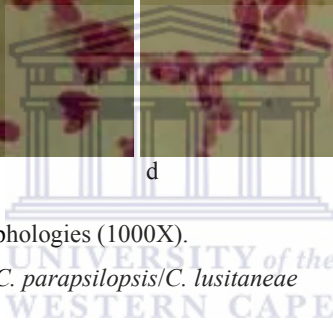 d
phologies (1000X).
UNIVERSITY of the
C. parapsilopsis/C. lusitaneae
WESTERN CAPE